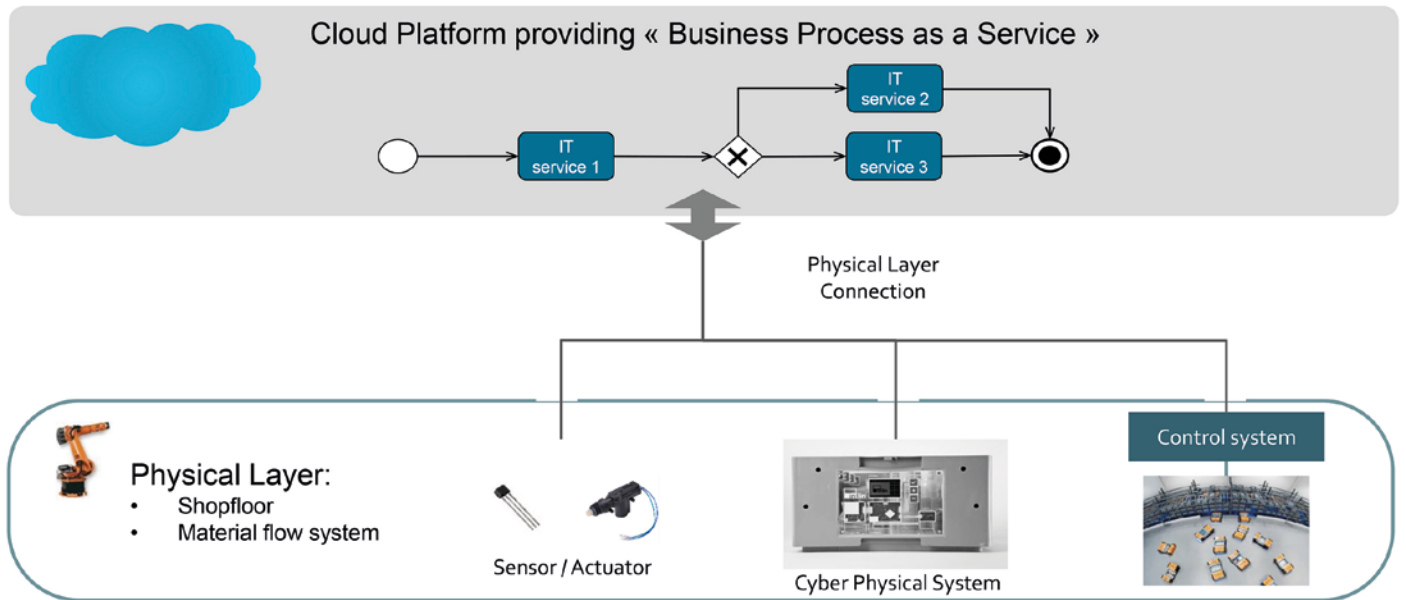 Cloud Platform providing « Business Process as a Service »
IT
service 2
IT
service 1
IT
service 3
Physical Layer
Connection
Control system
Physical Layer:
• Shopfloor
• Material flow system
Sensor / Actuator
Cyber Physical System